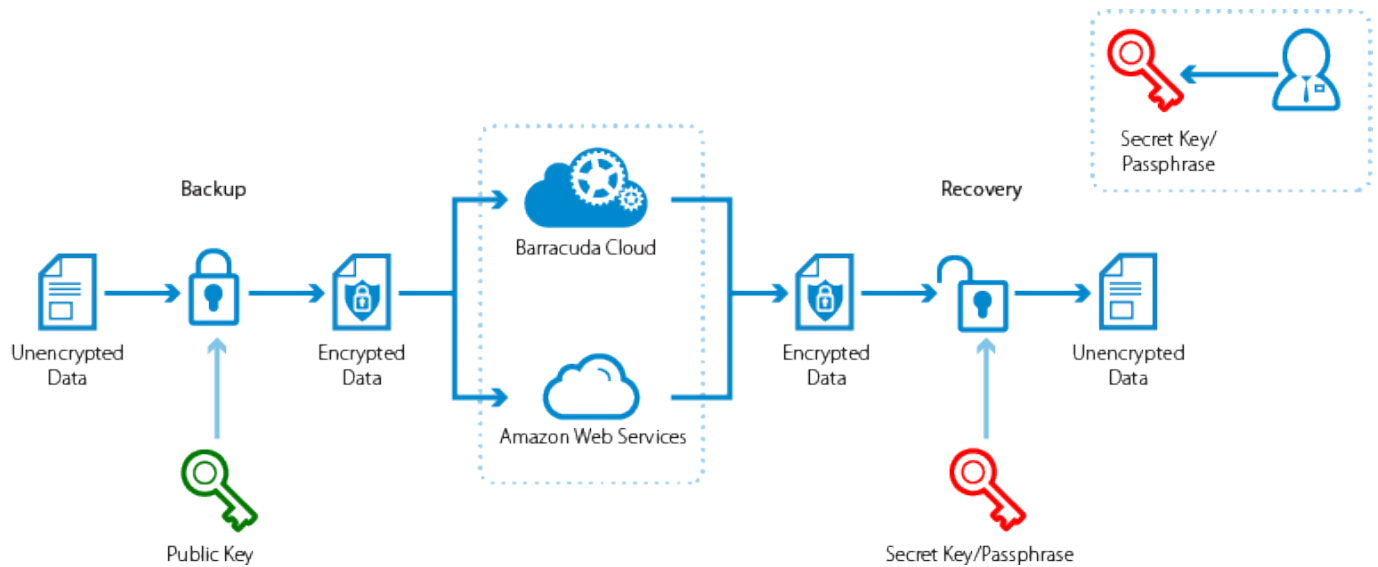 Secret Key/
Passphrase
Backup
Recovery
Barracuda Cloud
Unencrypted
Data
Encrypted
Data
Encrypted
Data
Unencrypted
Data
Amazon Web Services
Public Key
Secret Key/Passphrase